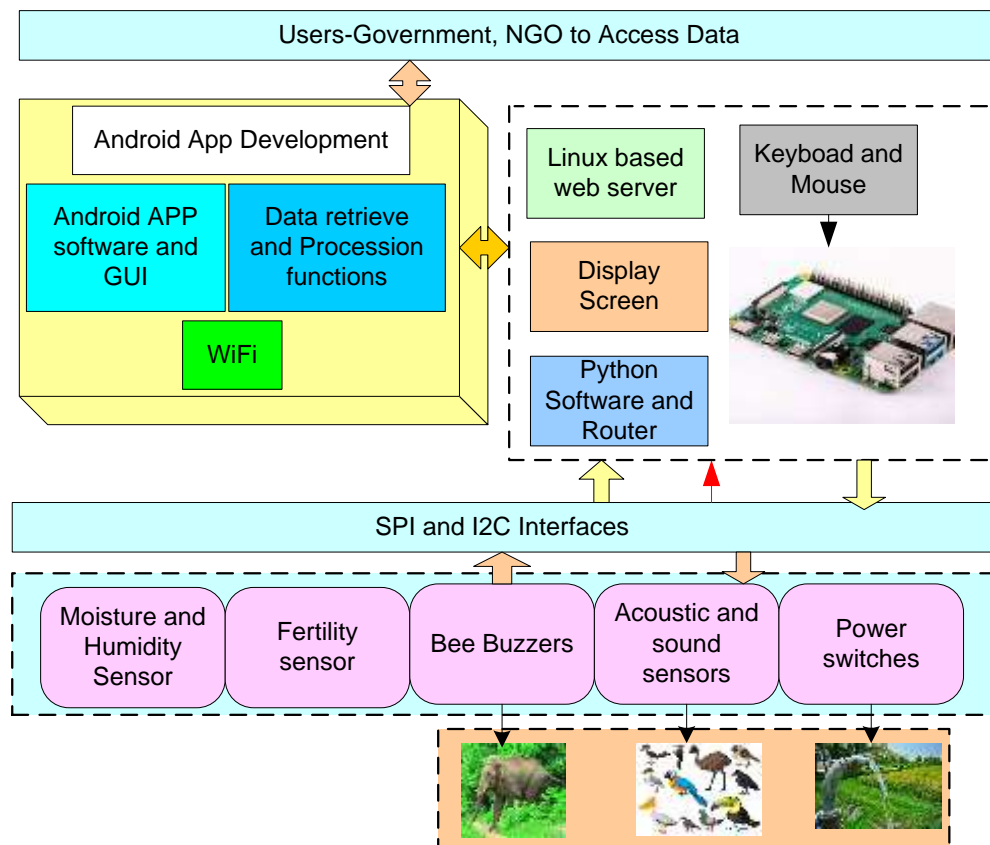 Users-Government, NGO to Access Data
Android App Development
Android APP
software and
GUI
Data retrieve
and Procession
functions
WiFi
Linux based
web server
Keyboad and
Mouse
Display
Screen
Python
Software and
Router
SPI and I2C Interfaces
Moisture and
Humidity
Sensor
Fertility
sensor
Bee Buzzers
Acoustic and
sound
sensors
Power
switches